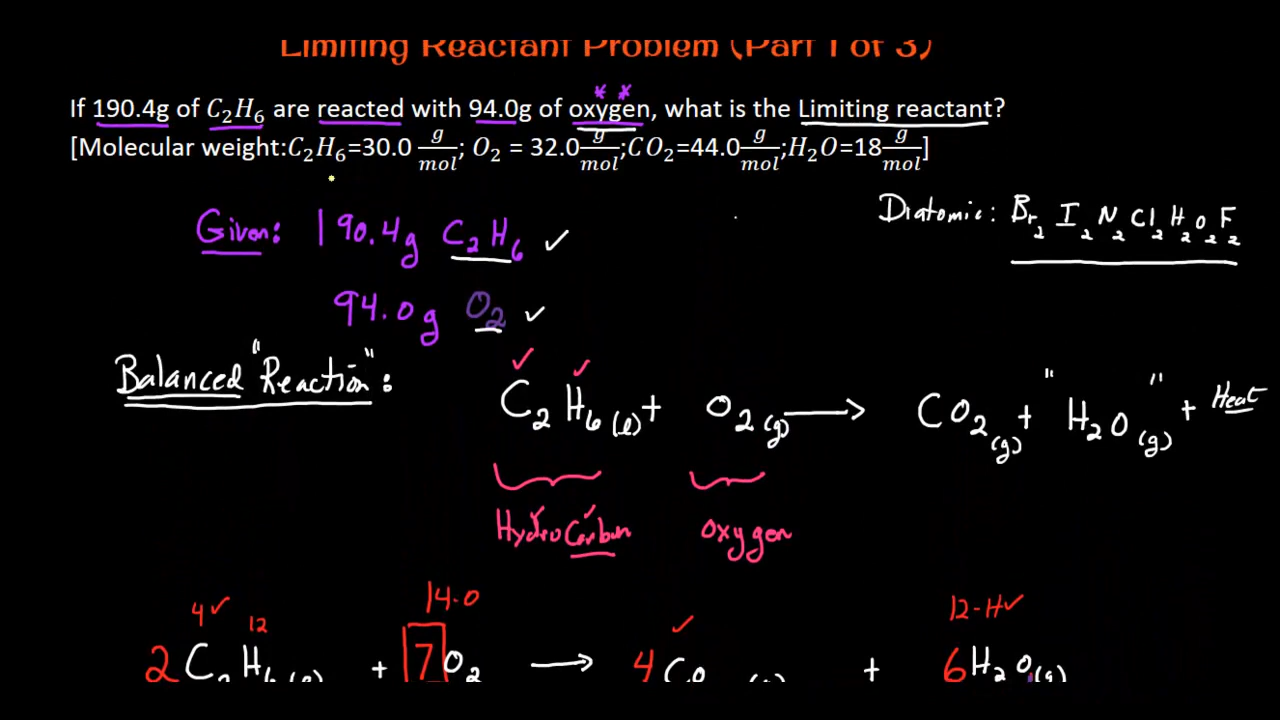 Limiting Reactant Problem (Part 1 of 3)
If 190.4g of C₂H₆ are reacted with 94.0g of oxygen, what is the Limiting reactant?
[Molecular weight:C₂H₆=30.0 g/mol; O₂ = 32.0 g/mol;CO₂=44.0 g/mol;H₂O=18 g/mol]
Diatomic: Br₂ I₂ N₂ Cl₂ H₂ O₂ F₂
Given: 190.4g C₂H₆ ✓
94.0g O₂ ✓
Balanced "Reaction":
C₂H₆(l) + O₂(g) → CO₂(g) + "H₂O(g)" + Heat
HydroCarbon Oxygen
4✓ 12 14-O ✓ 12-H✓
2 C₂H₆(l) + 7 O₂ → 4 CO (g) + 6 H₂O(g)